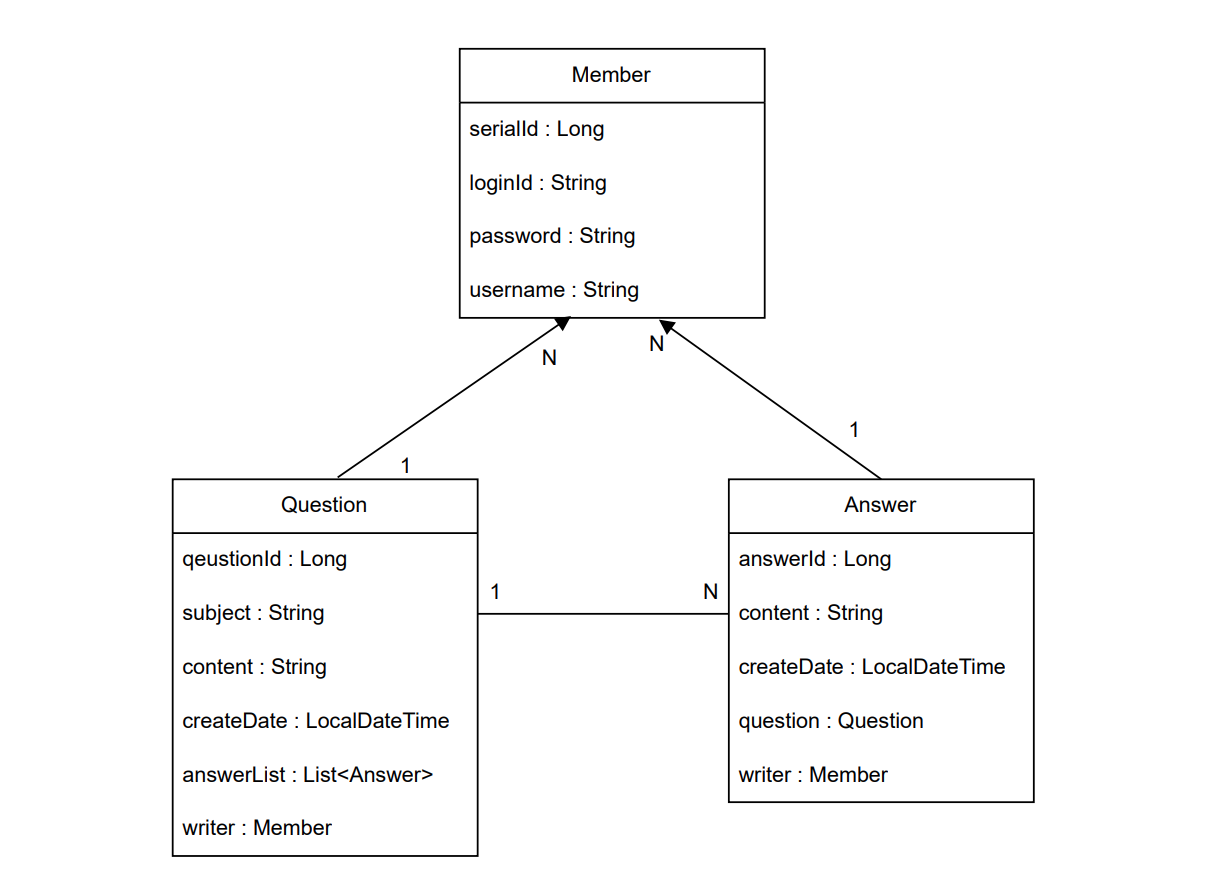 Member
serialId : Long
loginId : String
password : String
username : String
N
N
1
1
Question
qeustionId : Long
subject : String
content : String
createDate : LocalDateTime
answerList : List<Answer>
writer : Member
1
N
Answer
answerId : Long
content : String
createDate : LocalDateTime
question : Question
writer : Member